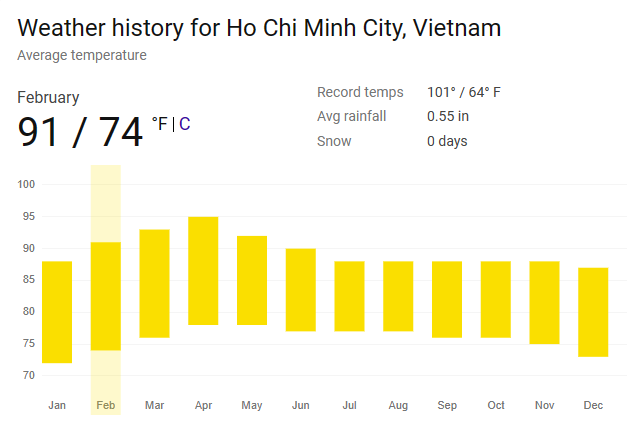 Weather history for Ho Chi Minh City, Vietnam
Average temperature
February
91 / 74 °F | C
Record temps 101° / 64° F
Avg rainfall 0.55 in
Snow 0 days
100
95
90
85
80
75
70
Jan Feb Mar Apr May Jun Jul Aug Sep Oct Nov Dec